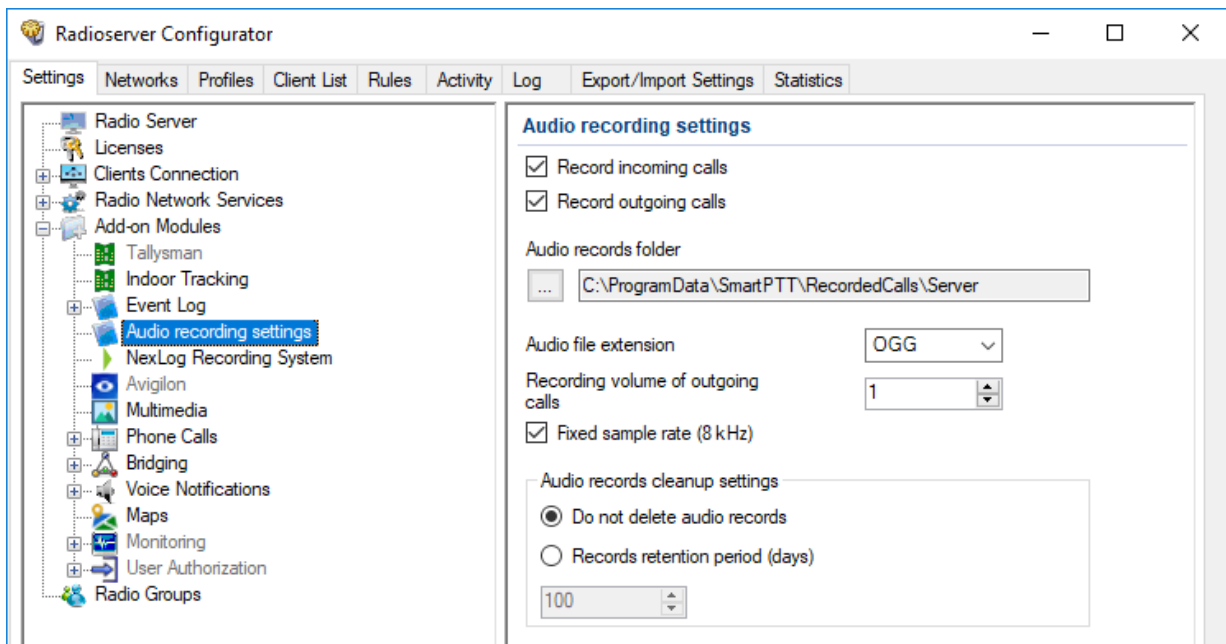 Radioserver Configurator
Settings Networks Profiles Client List Rules Activity Log Export/Import Settings Statistics
Radio Server
Licenses
Clients Connection
Radio Network Services
Add-on Modules
Tallysman
Indoor Tracking
Event Log
Audio recording settings
NexLog Recording System
Avigilon
Multimedia
Phone Calls
Bridging
Voice Notifications
Maps
Monitoring
User Authorization
Radio Groups
Audio recording settings
Record incoming calls
Record outgoing calls
Audio records folder
... C:\ProgramData\SmartPTT\RecordedCalls\Server
Audio file extension OGG
Recording volume of outgoing
calls 1
Fixed sample rate (8 kHz)
Audio records cleanup settings
Do not delete audio records
Records retention period (days)
100